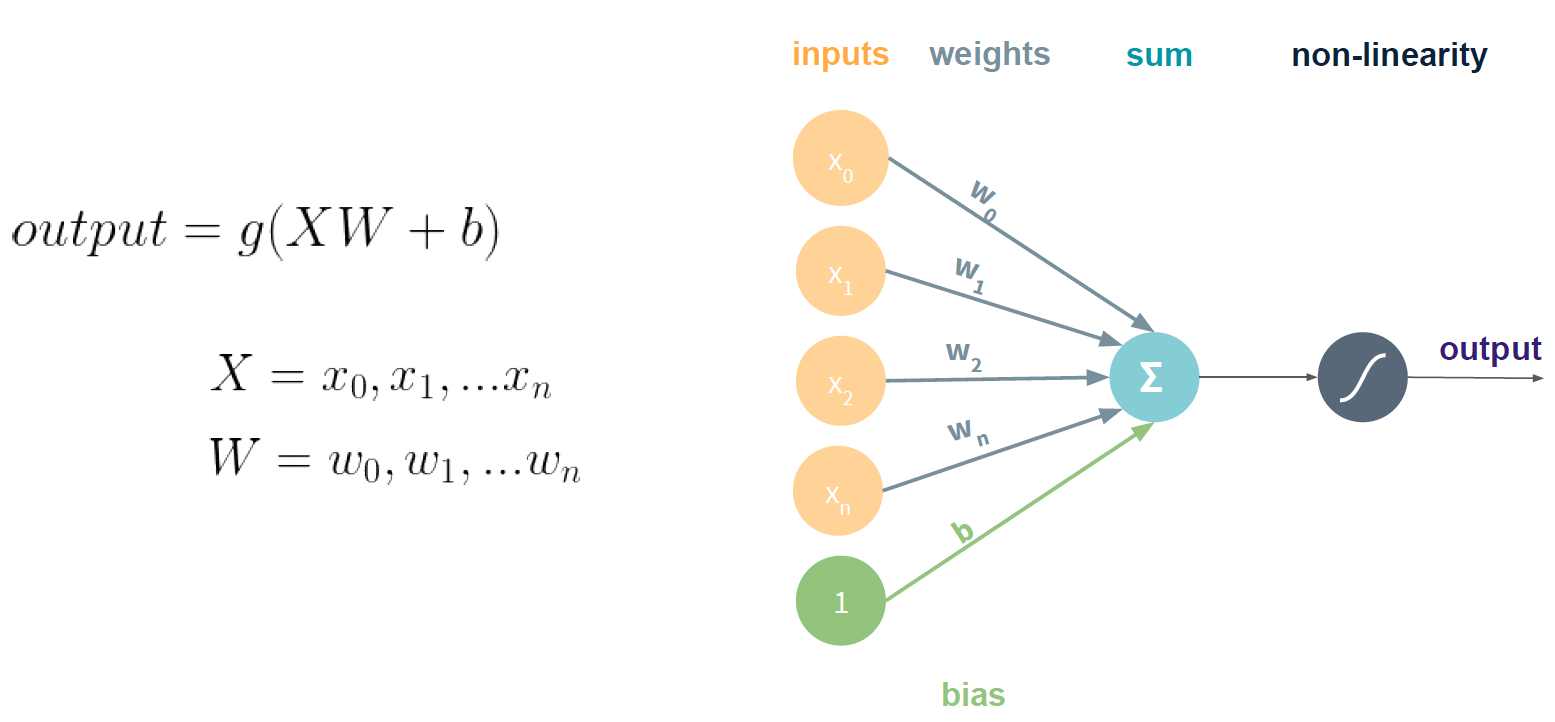 inputs weights sum non-linearity
output = g(XW + b)
X = x₀, x₁, ...xₙ
W = w₀, w₁, ...wₙ
x₀
x₁
x₂
xₙ
1
w₀
w₁
w₂
wₙ
b
Σ
output
bias